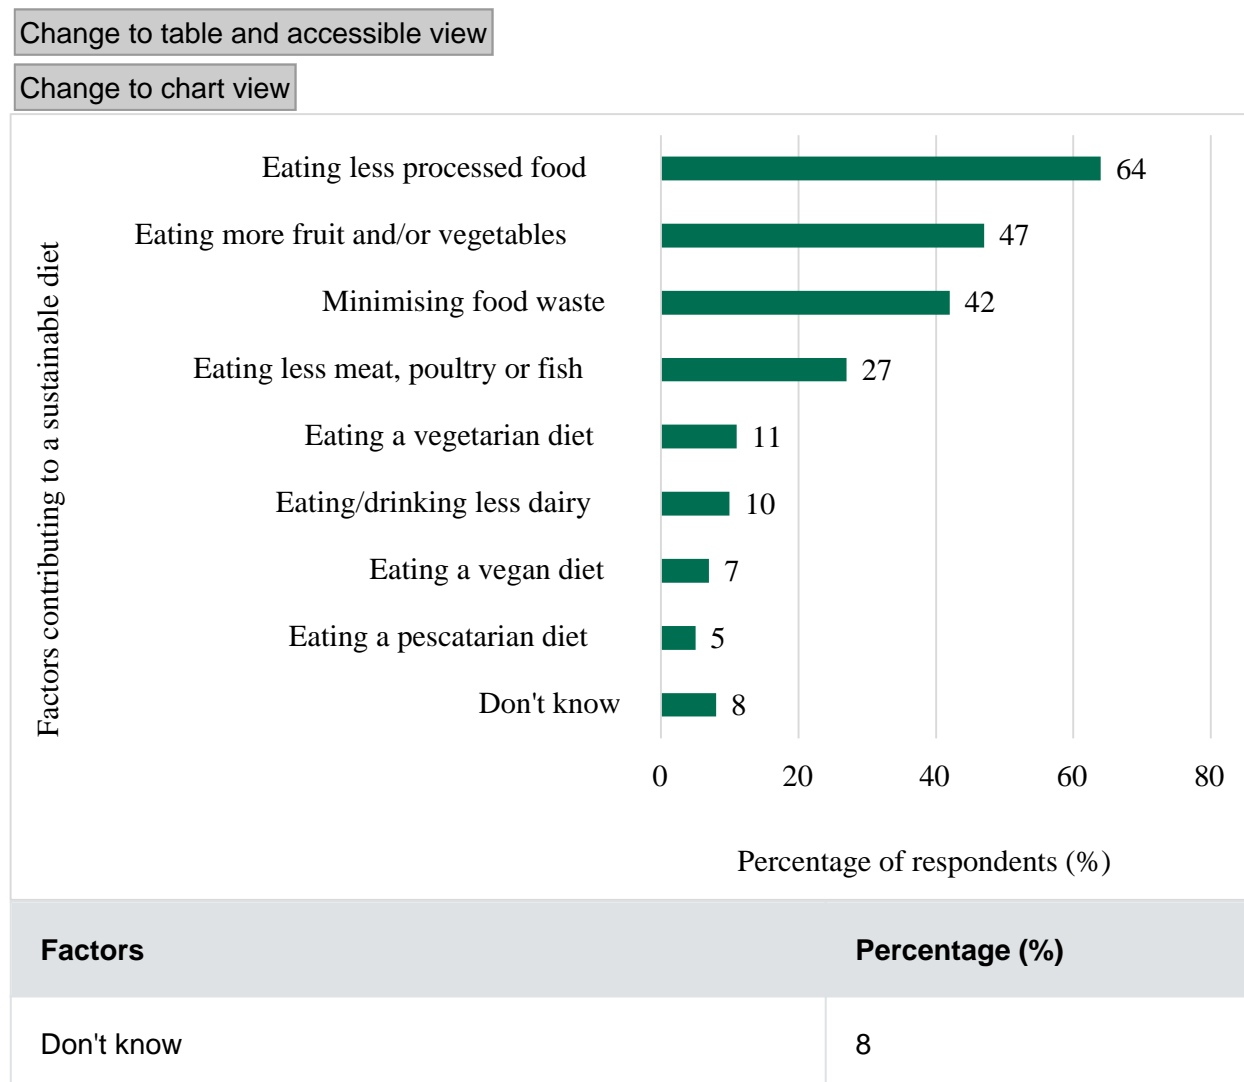 Change to table and accessible view
Change to chart view
Factors contributing to a sustainable diet
Eating less processed food 64
Eating more fruit and/or vegetables 47
Minimising food waste 42
Eating less meat, poultry or fish 27
Eating a vegetarian diet 11
Eating/drinking less dairy 10
Eating a vegan diet 7
Eating a pescatarian diet 5
Don't know 8
0 20 40 60 80
Percentage of respondents (%)
Factors Percentage (%)
Don't know 8